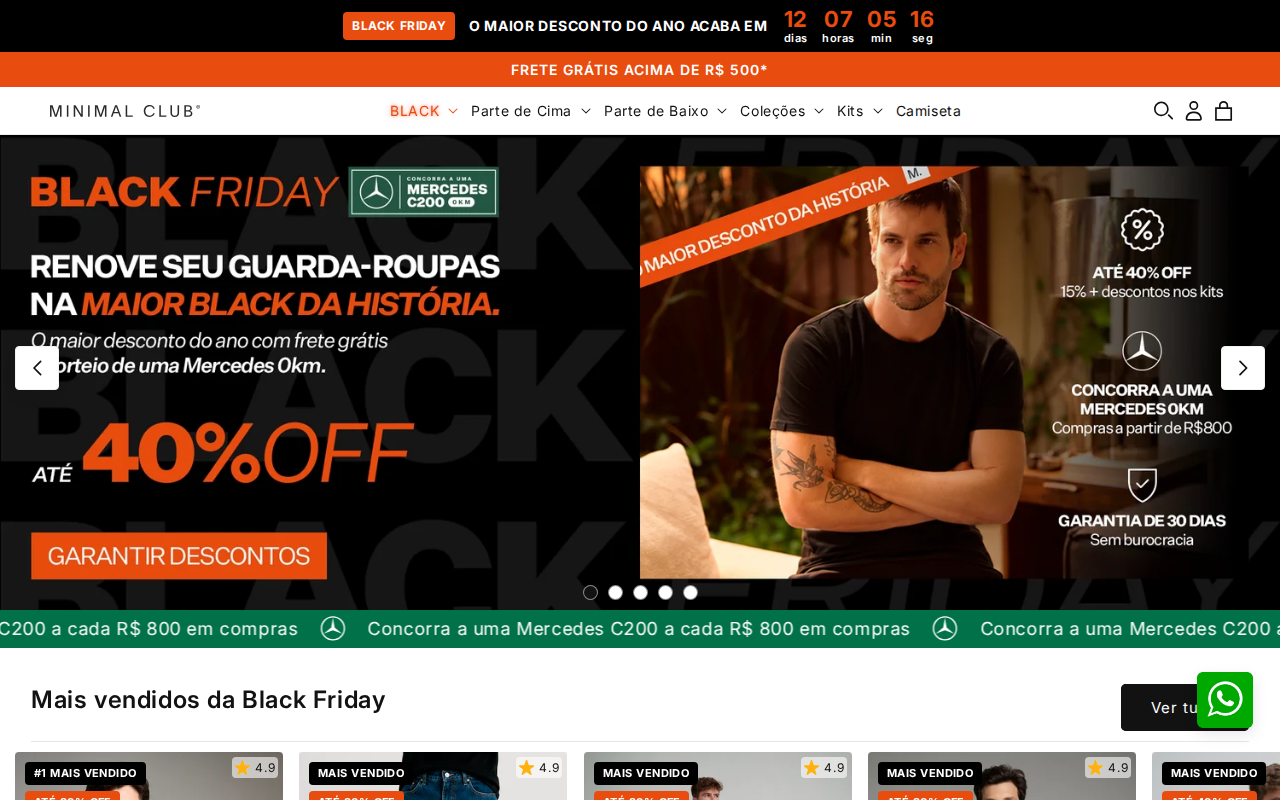 BLACK FRIDAY
O MAIOR DESCONTO DO ANO ACABA EM
12 07 05 16
dias horas min seg
FRETE GRÁTIS ACIMA DE R$ 500*
MINIMAL CLUB®
BLACK Parte de Cima Parte de Baixo Coleções Kits Camiseta
BLACK FRIDAY
CONCORRA A UMA
MERCEDES
C200 0KM
RENOVE SEU GUARDA-ROUPAS
NA MAIOR BLACK DA HISTÓRIA.
O maior desconto do ano com frete grátis
orteio de uma Mercedes 0km.
ATÉ 40% OFF
GARANTIR DESCONTOS
MAIOR DESCONTO DA HISTÓRIA M.
ATÉ 40% OFF
15% + descontos nos kits
CONCORRA A UMA
MERCEDES 0KM
Compras a partir de R$800
GARANTIA DE 30 DIAS
Sem burocracia
C200 a cada R$ 800 em compras Concorra a uma Mercedes C200 a cada R$ 800 em compras Concorra a uma Mercedes C200
Mais vendidos da Black Friday
Ver tu
#1 MAIS VENDIDO 4.9
MAIS VENDIDO 4.9
MAIS VENDIDO 4.9
MAIS VENDIDO 4.9
MAIS VENDIDO